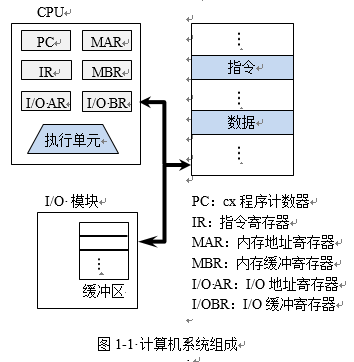 CPU
PC MAR
IR MBR
I/O·AR I/O·BR
执行单元
⋮
指令
⋮
数据
⋮
I/O·模块
⋮
缓冲区
PC：cx 程序计数器
IR：指令寄存器
MAR：内存地址寄存器
MBR：内存缓冲寄存器
I/O·AR：I/O 地址寄存器
I/OBR：I/O 缓冲寄存器
图 1-1·计算机系统组成